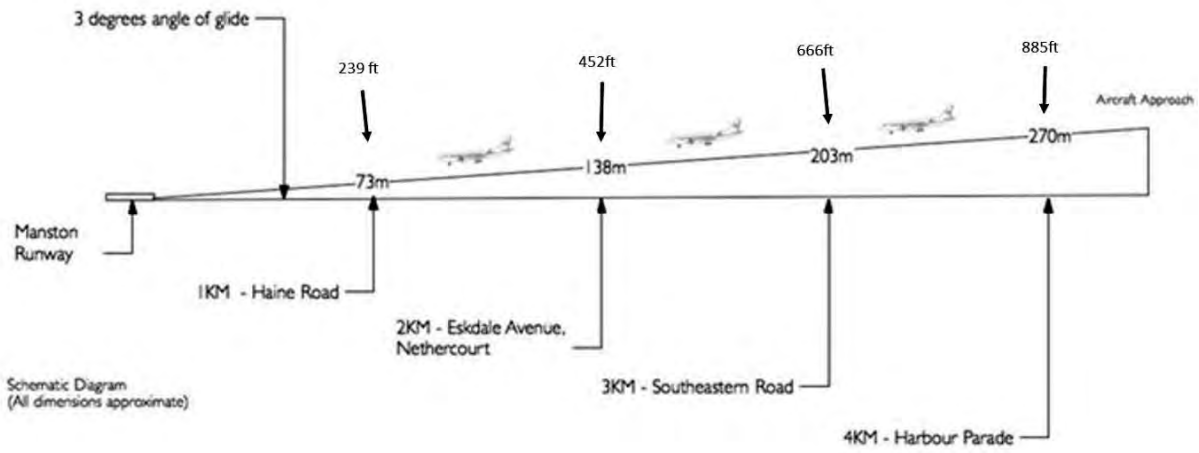 3 degrees angle of glide
239 ft
452ft
666ft
885ft
Aircraft Approach
73m
138m
203m
270m
Manston
Runway
1KM - Haine Road
2KM - Eskdale Avenue,
Nethercourt
3KM - Southeastern Road
4KM - Harbour Parade
Schematic Diagram
(All dimensions approximate)